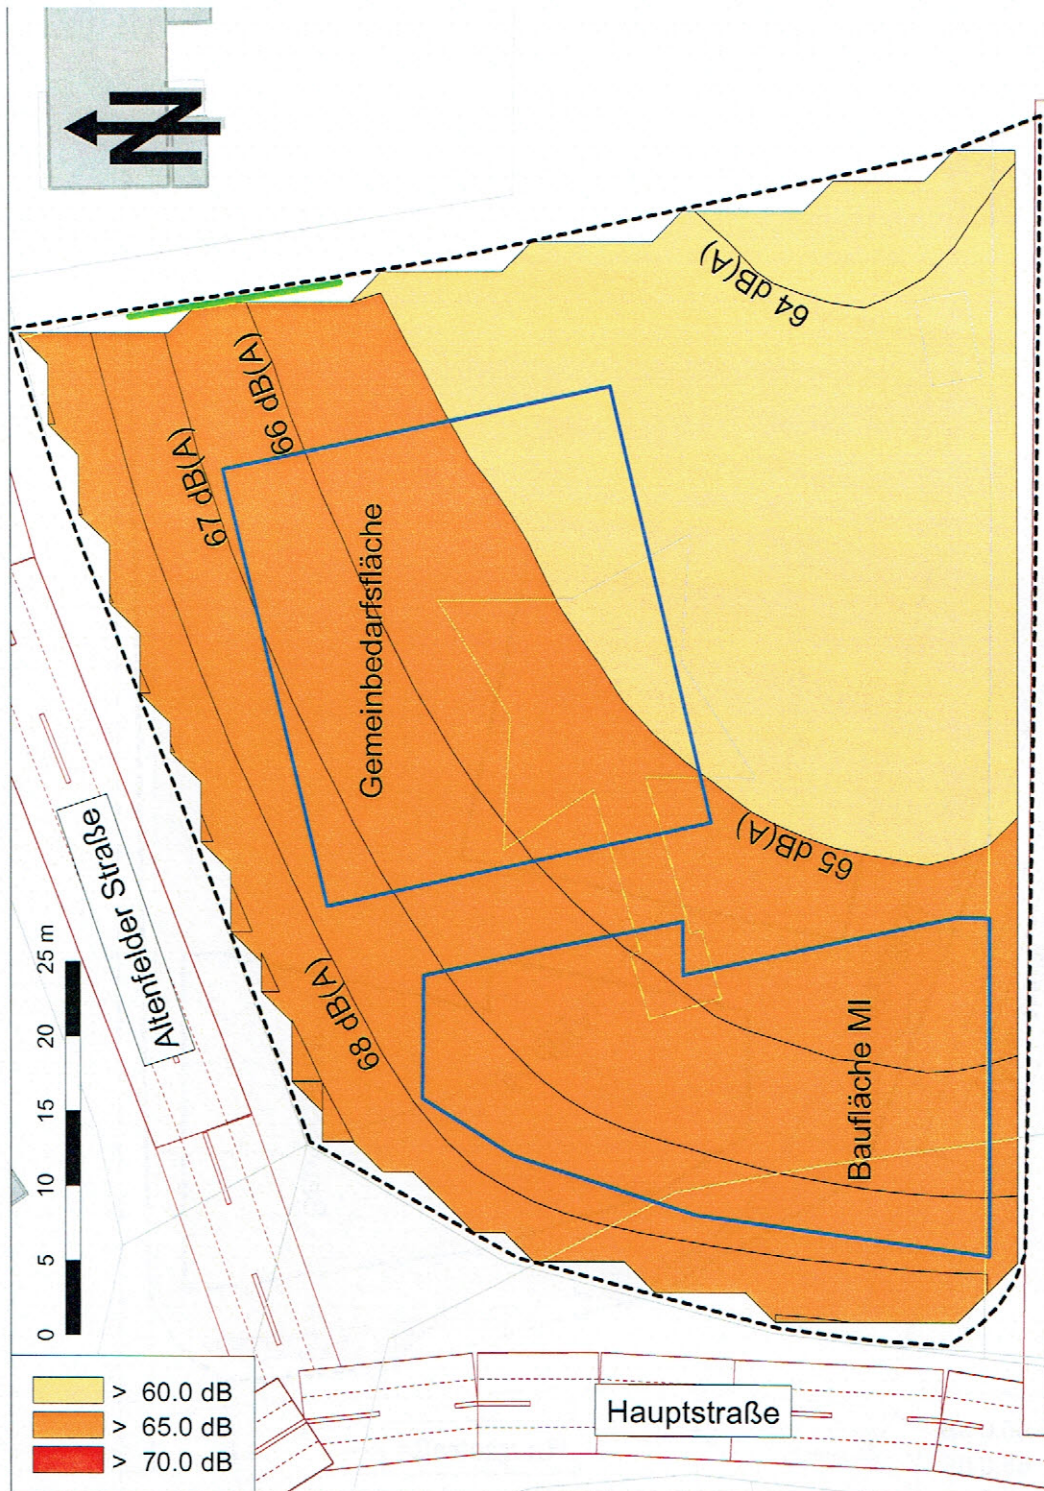 N
64 dB(A)
66 dB(A)
67 dB(A)
Gemeinbedarfsfläche
Altenfelder Straße
65 dB(A)
68 dB(A)
Baufläche MI
0 5 10 15 20 25 m
> 60.0 dB
> 65.0 dB
> 70.0 dB
Hauptstraße